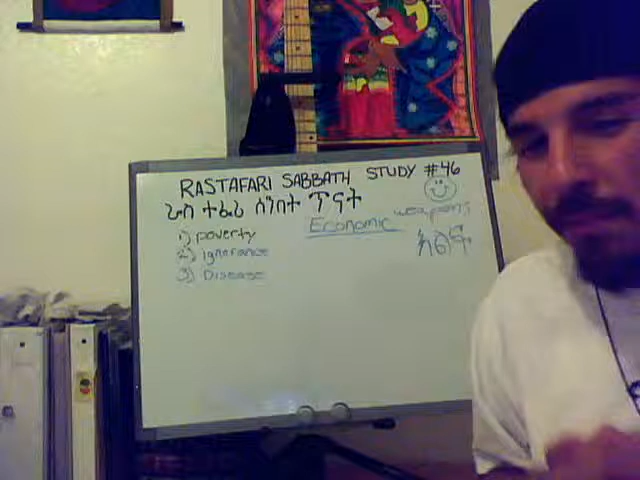 RASTAFARI SABBATH STUDY #46
ራስ ተፈሪ ሰንበት ጥናት
Economic weapons
1) poverty
2) ignorance
3) Disease